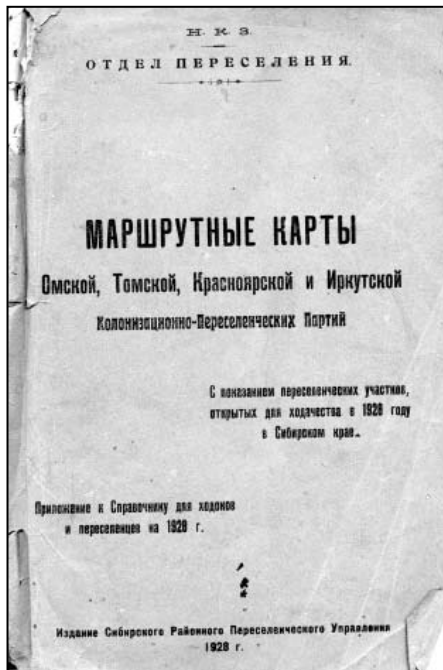 Н. К. З.
ОТДЕЛ ПЕРЕСЕЛЕНИЯ.
МАРШРУТНЫЕ КАРТЫ
Омской, Томской, Красноярской и Иркутской
Колонизационно-Переселенческих Партий
С показанием переселенческих участков,
открытых для ходачества в 1928 году
в Сибирском крае.
Приложение к Справочнику для ходоков
и переселенцев на 1928 г.
Издание Сибирского Районного Переселенческого Управления
1928 г.